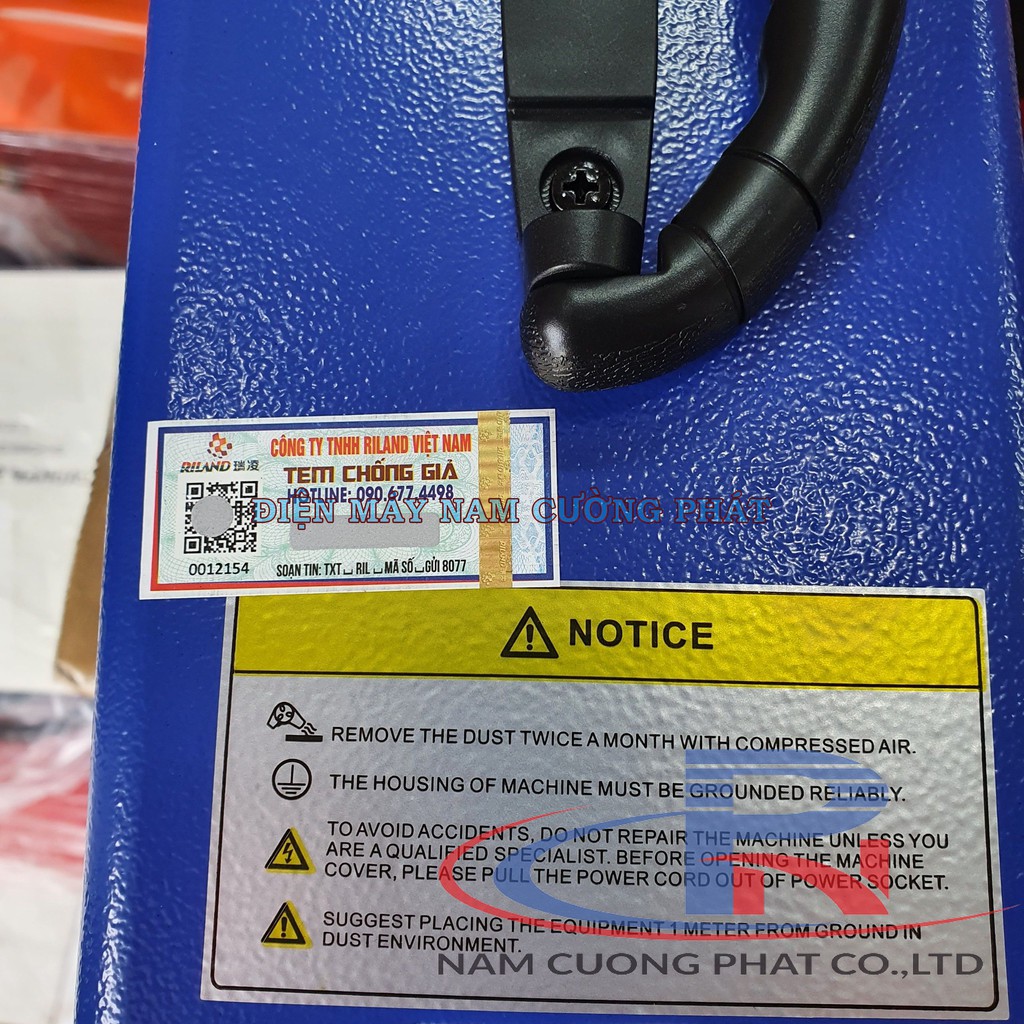 RILAND 瑞凌
CÔNG TY TNHH RILAND VIỆT NAM
TEM CHỐNG GIẢ
HOTLINE: 090.677.4498
ĐIỆN MÁY NAM CƯỜNG PHÁT
0012154
SOẠN TIN: TXT␣ RIL ␣MÃ SỐ␣GỬI 8077
NOTICE
REMOVE THE DUST TWICE A MONTH WITH COMPRESSED AIR.
THE HOUSING OF MACHINE MUST BE GROUNDED RELIABLY.
TO AVOID ACCIDENTS, DO NOT REPAIR THE MACHINE UNLESS YOU
ARE A QUALIFIED SPECIALIST. BEFORE OPENING THE MACHINE
COVER, PLEASE PULL THE POWER CORD OUT OF POWER SOCKET.
SUGGEST PLACING THE EQUIPMENT 1 METER FROM GROUND IN
DUST ENVIRONMENT.
NAM CUONG PHAT CO.,LTD